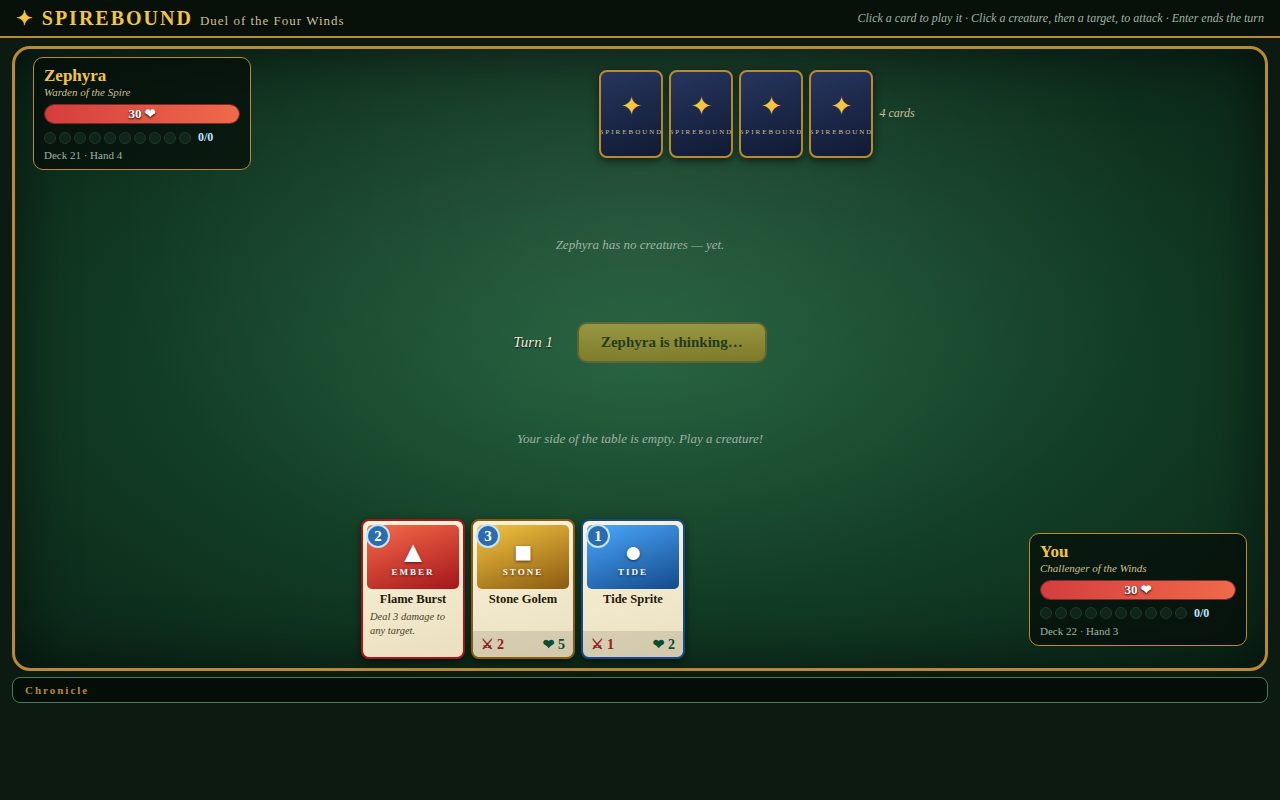 ✦ SPIREBOUND Duel of the Four Winds
Click a card to play it · Click a creature, then a target, to attack · Enter ends the turn
Zephyra
Warden of the Spire
30 ❤
0/0
Deck 21 · Hand 4
✦ ✦ ✦ ✦
SPIREBOUND SPIREBOUND SPIREBOUND SPIREBOUND
4 cards
Zephyra has no creatures — yet.
Turn 1
Zephyra is thinking…
Your side of the table is empty. Play a creature!
2
▲
EMBER
Flame Burst
Deal 3 damage to
any target.
3
■
STONE
Stone Golem
⚔ 2 ❤ 5
1
●
TIDE
Tide Sprite
⚔ 1 ❤ 2
You
Challenger of the Winds
30 ❤
0/0
Deck 22 · Hand 3
Chronicle